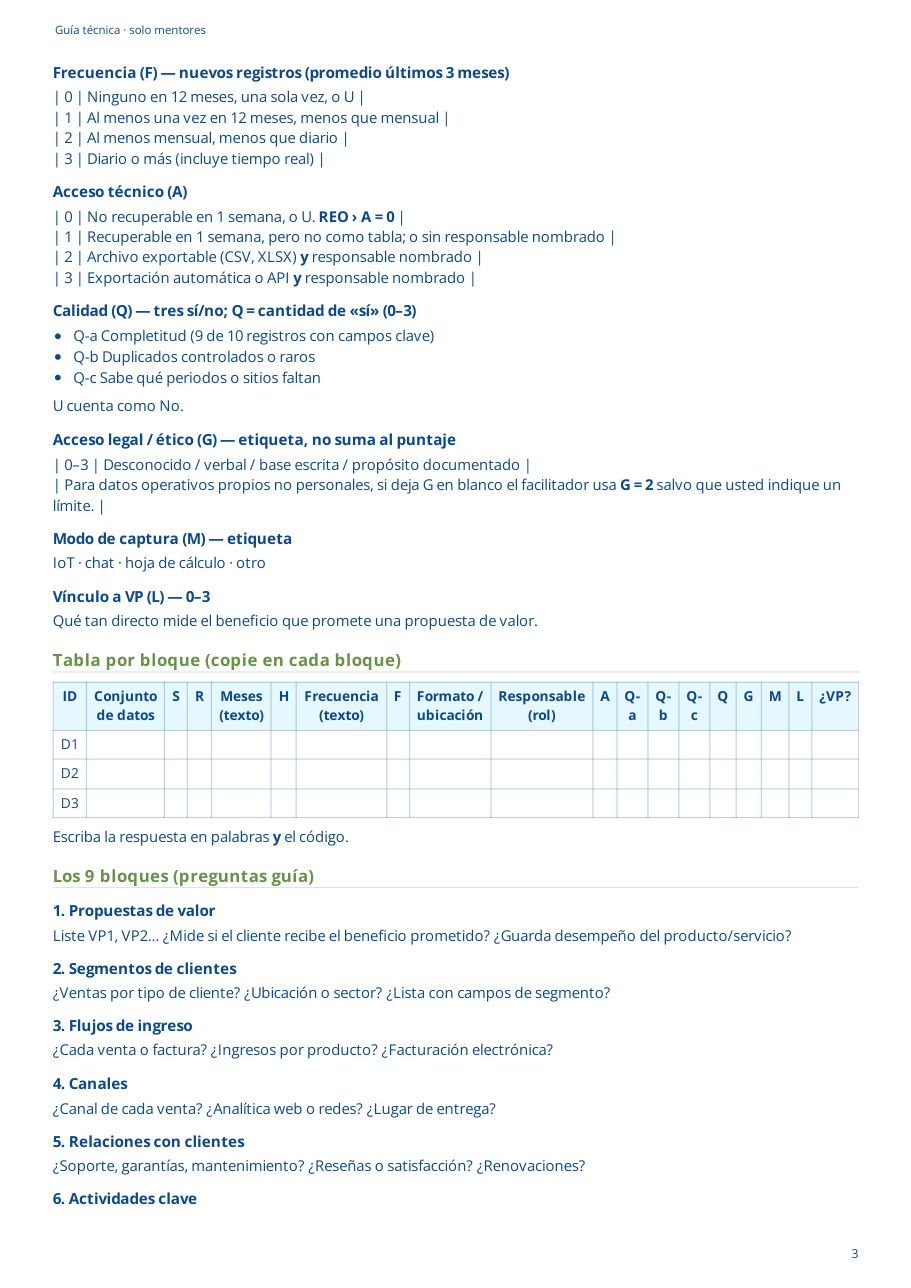 Guía técnica · solo mentores
Frecuencia (F) — nuevos registros (promedio últimos 3 meses)
| 0 | Ninguno en 12 meses, una sola vez, o U |
| 1 | Al menos una vez en 12 meses, menos que mensual |
| 2 | Al menos mensual, menos que diario |
| 3 | Diario o más (incluye tiempo real) |
Acceso técnico (A)
| 0 | No recuperable en 1 semana, o U. REO › A = 0 |
| 1 | Recuperable en 1 semana, pero no como tabla; o sin responsable nombrado |
| 2 | Archivo exportable (CSV, XLSX) y responsable nombrado |
| 3 | Exportación automática o API y responsable nombrado |
Calidad (Q) — tres sí/no; Q = cantidad de «sí» (0–3)
• Q-a Completitud (9 de 10 registros con campos clave)
• Q-b Duplicados controlados o raros
• Q-c Sabe qué periodos o sitios faltan
U cuenta como No.
Acceso legal / ético (G) — etiqueta, no suma al puntaje
| 0–3 | Desconocido / verbal / base escrita / propósito documentado |
| Para datos operativos propios no personales, si deja G en blanco el facilitador usa G = 2 salvo que usted indique un
límite. |
Modo de captura (M) — etiqueta
IoT · chat · hoja de cálculo · otro
Vínculo a VP (L) — 0–3
Qué tan directo mide el beneficio que promete una propuesta de valor.
Tabla por bloque (copie en cada bloque)
ID Conjunto de datos S R Meses (texto) H Frecuencia (texto) F Formato / ubicación Responsable (rol) A Q-a Q-b Q-c Q G M L ¿VP?
D1
D2
D3
Escriba la respuesta en palabras y el código.
Los 9 bloques (preguntas guía)
1. Propuestas de valor
Liste VP1, VP2… ¿Mide si el cliente recibe el beneficio prometido? ¿Guarda desempeño del producto/servicio?
2. Segmentos de clientes
¿Ventas por tipo de cliente? ¿Ubicación o sector? ¿Lista con campos de segmento?
3. Flujos de ingreso
¿Cada venta o factura? ¿Ingresos por producto? ¿Facturación electrónica?
4. Canales
¿Canal de cada venta? ¿Analítica web o redes? ¿Lugar de entrega?
5. Relaciones con clientes
¿Soporte, garantías, mantenimiento? ¿Reseñas o satisfacción? ¿Renovaciones?
6. Actividades clave
3